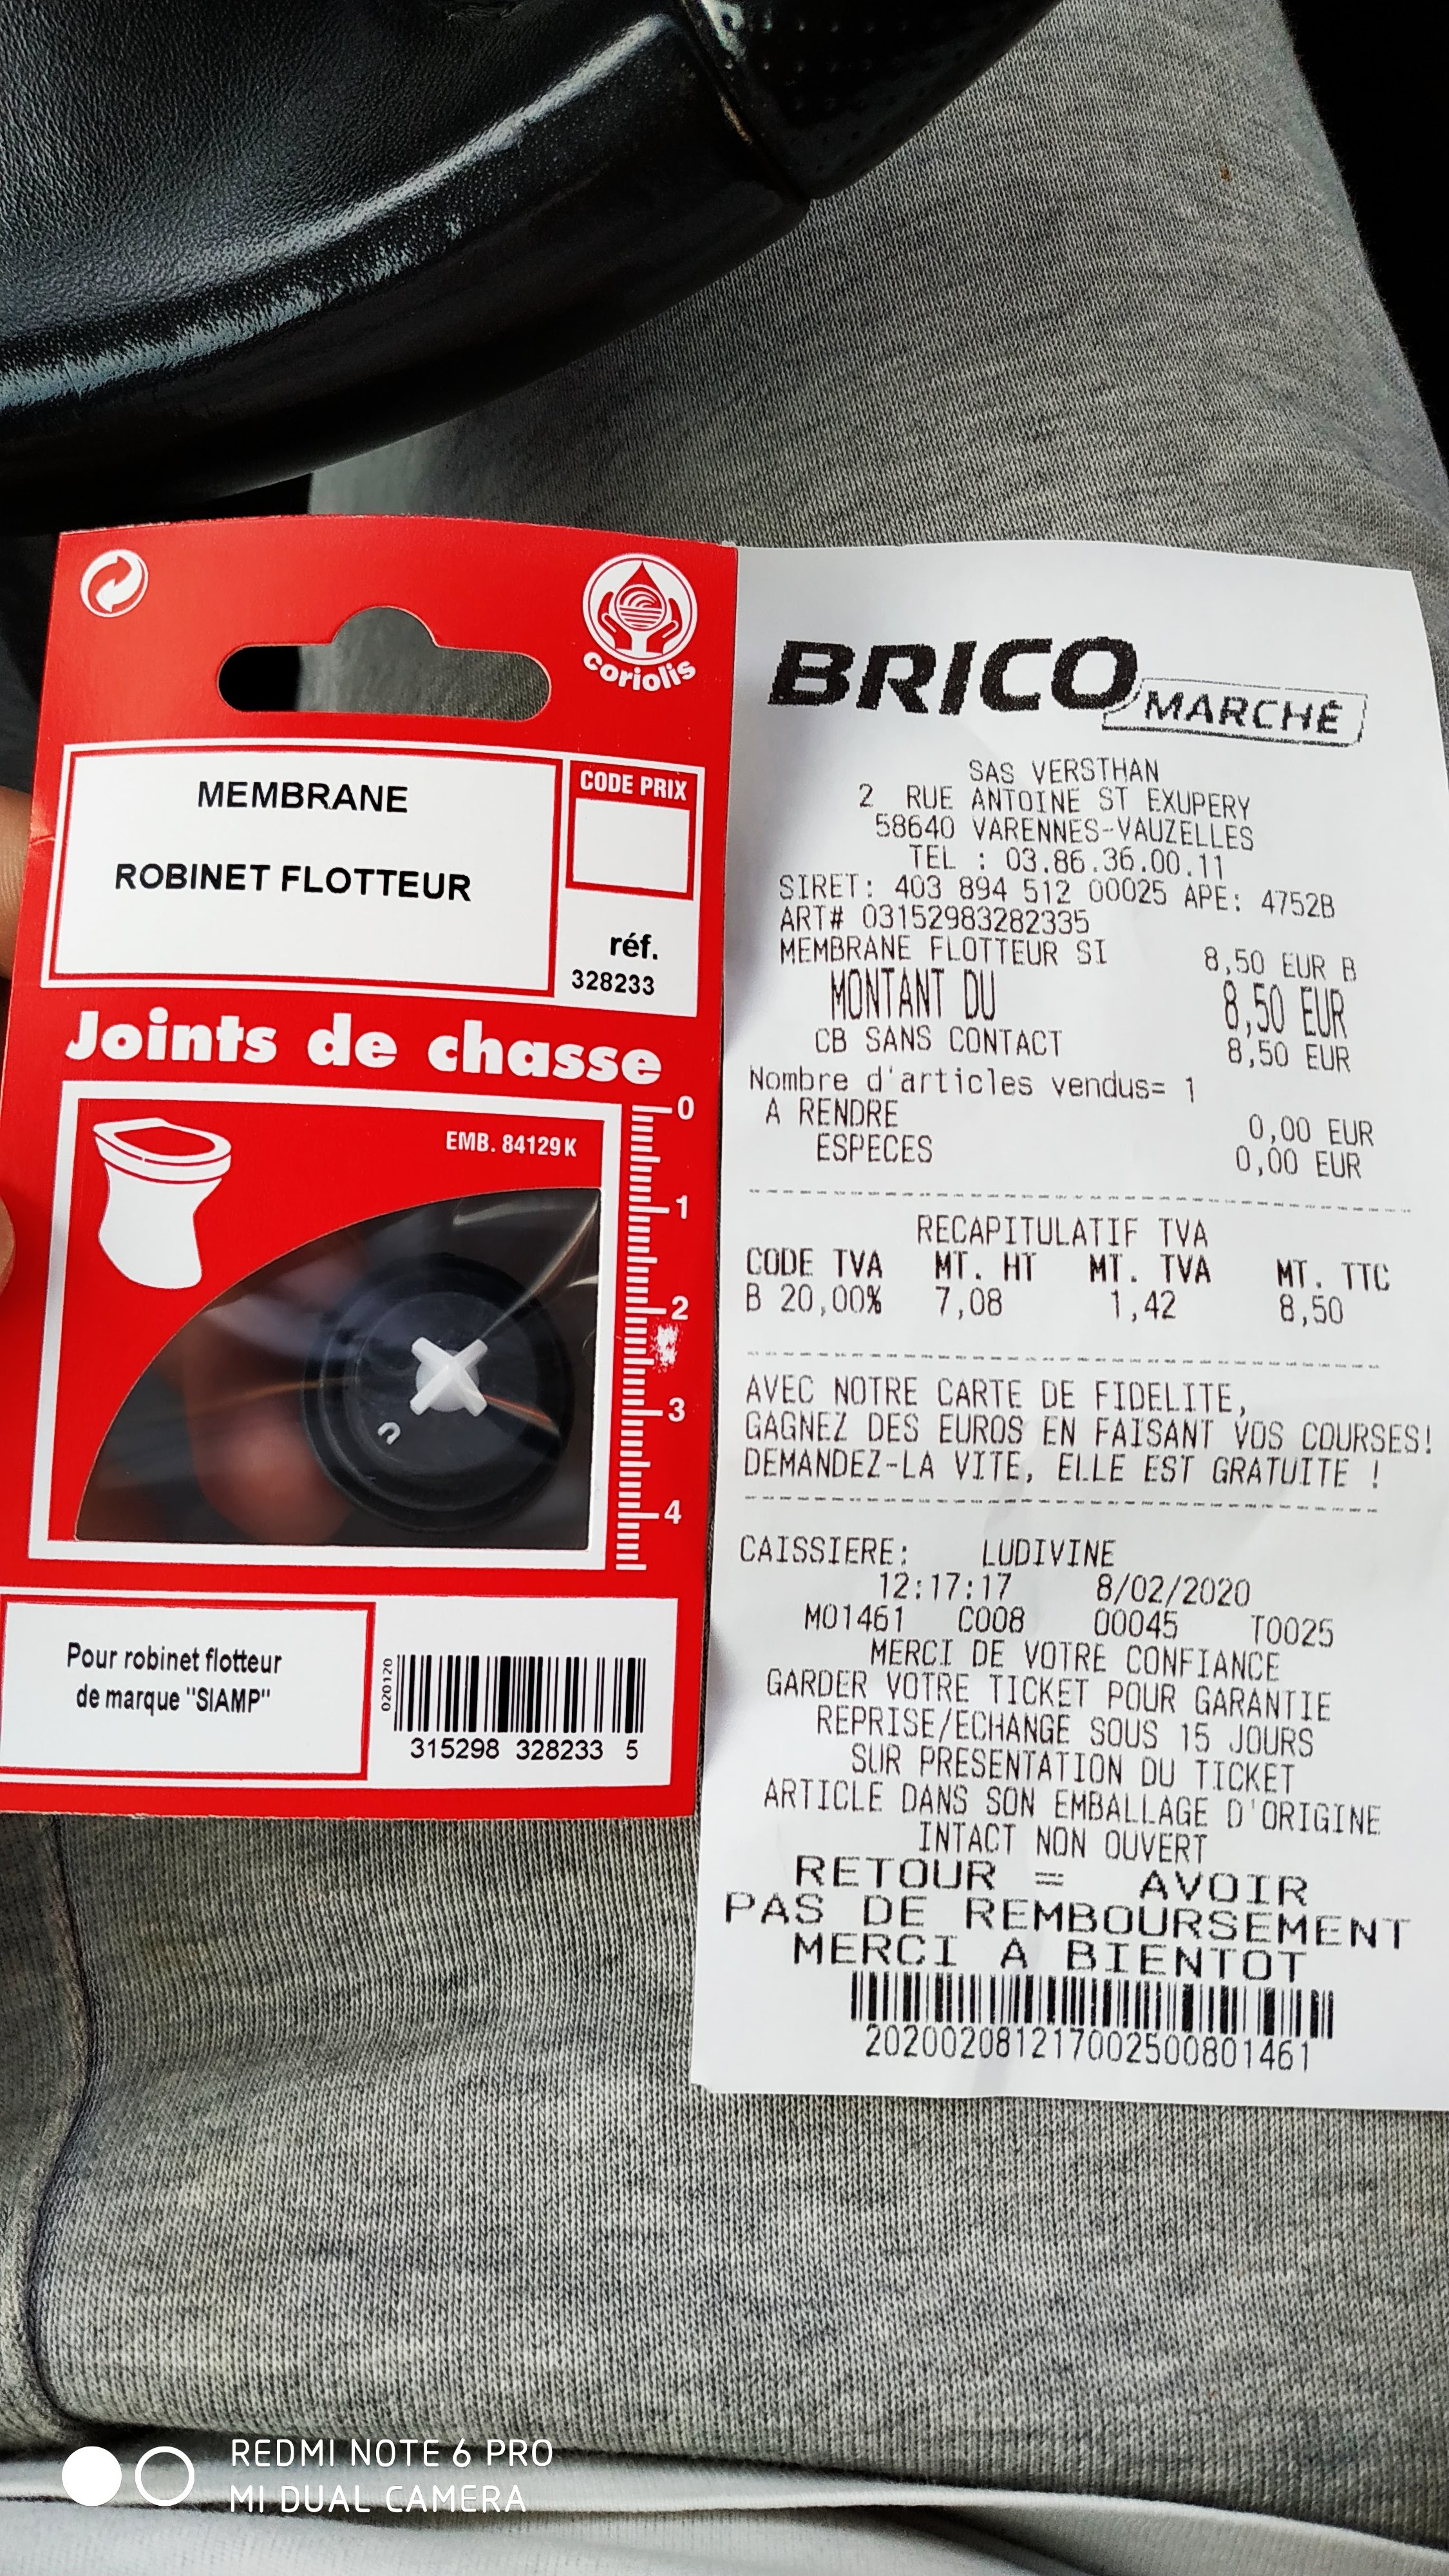 coriolis
MEMBRANE
ROBINET FLOTTEUR
CODE PRIX
réf.
328233
Joints de chasse
EMB. 84129K
0
1
2
3
4
Pour robinet flotteur
de marque "SIAMP"
020120
315298 328233 5
BRICO MARCHÉ
SAS VERSTHAN
2 RUE ANTOINE ST EXUPERY
58640 VARENNES-VAUZELLES
TEL : 03.86.36.00.11
SIRET: 403 894 512 00025 APE: 4752B
ART# 03152983282335
MEMBRANE FLOTTEUR SI 8,50 EUR B
MONTANT DU 8,50 EUR
CB SANS CONTACT 8,50 EUR
Nombre d'articles vendus= 1
A RENDRE 0,00 EUR
ESPECES 0,00 EUR
RECAPITULATIF TVA
CODE TVA MT. HT MT. TVA MT. TTC
B 20,00% 7,08 1,42 8,50
AVEC NOTRE CARTE DE FIDELITE,
GAGNEZ DES EUROS EN FAISANT VOS COURSES!
DEMANDEZ-LA VITE, ELLE EST GRATUITE !
CAISSIERE: LUDIVINE
12:17:17 8/02/2020
M01461 C008 00045 T0025
MERCI DE VOTRE CONFIANCE
GARDER VOTRE TICKET POUR GARANTIE
REPRISE/ECHANGE SOUS 15 JOURS
SUR PRESENTATION DU TICKET
ARTICLE DANS SON EMBALLAGE D'ORIGINE
INTACT NON OUVERT
RETOUR = AVOIR
PAS DE REMBOURSEMENT
MERCI A BIENTOT
202002081217002500801461
REDMI NOTE 6 PRO
MI DUAL CAMERA